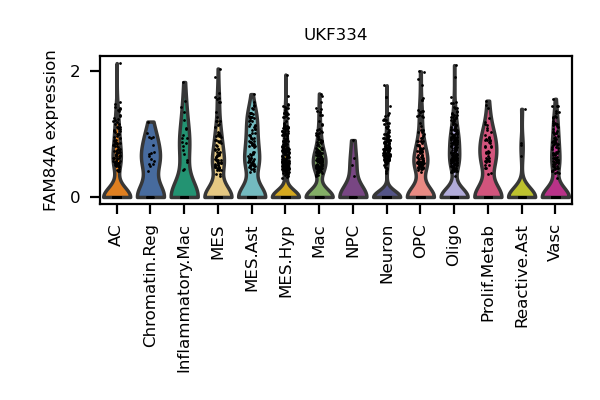 UKF334
FAM84A expression
2
0
AC
Chromatin.Reg
Inflammatory.Mac
MES
MES.Ast
MES.Hyp
Mac
NPC
Neuron
OPC
Oligo
Prolif.Metab
Reactive.Ast
Vasc